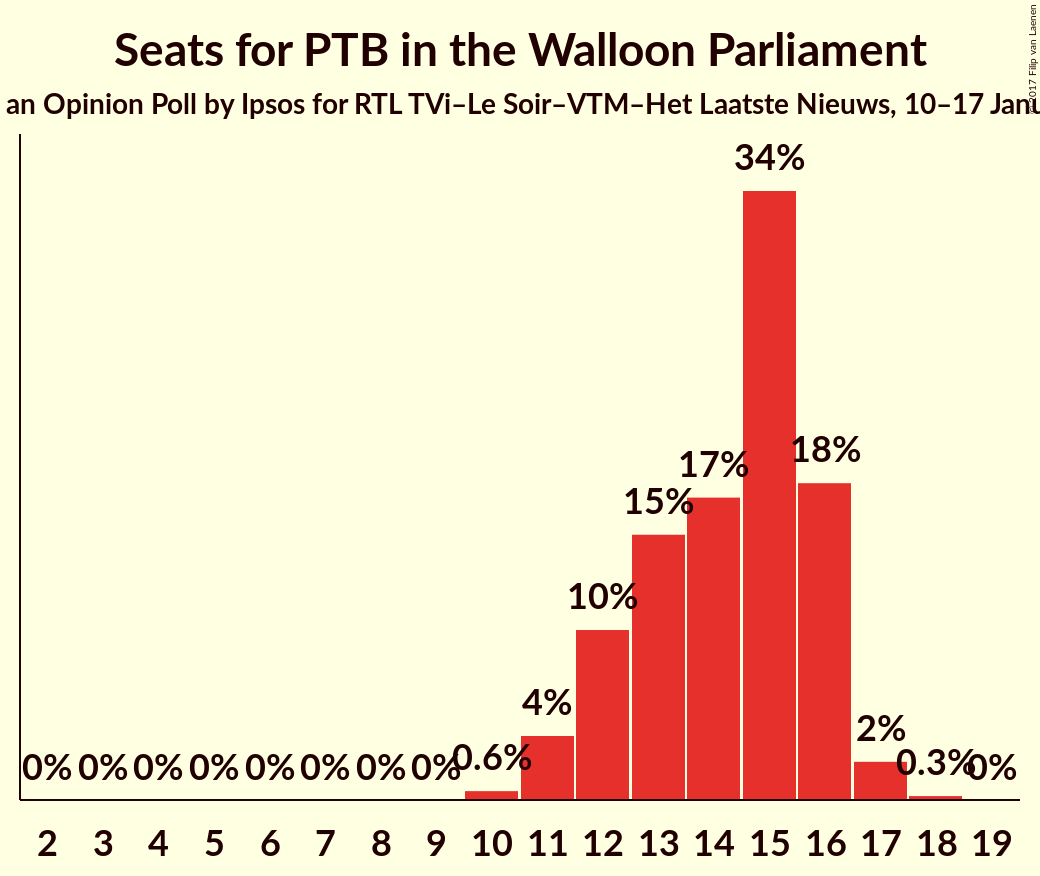 Seats for PTB in the Walloon Parliament
an Opinion Poll by Ipsos for RTL TVi–Le Soir–VTM–Het Laatste Nieuws, 10–17 Janu
© 2017 Filip van Laenen
34%
18%
17%
15%
10%
4%
2%
0% 0% 0% 0% 0% 0% 0% 0% 0.6% 0.3% 0%
2 3 4 5 6 7 8 9 10 11 12 13 14 15 16 17 18 19